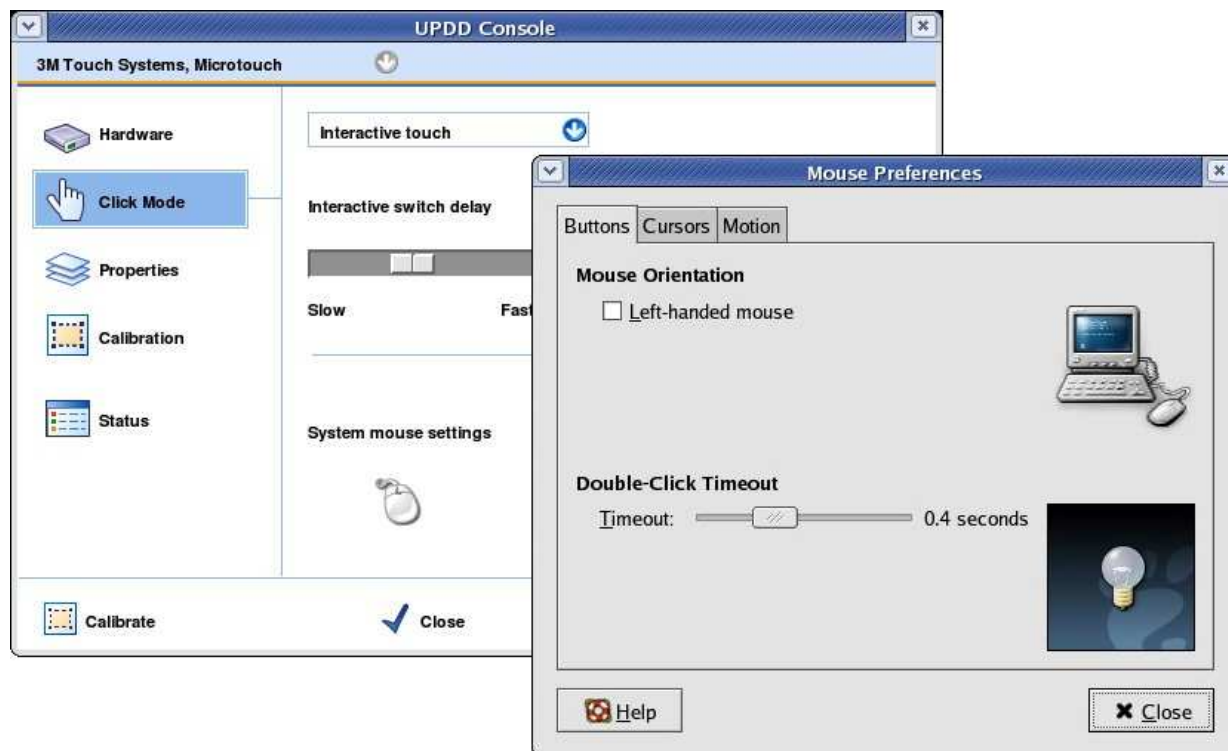 UPDD Console
3M Touch Systems, Microtouch
Hardware
Click Mode
Properties
Calibration
Status
Interactive touch
Interactive switch delay
Slow Fast
System mouse settings
Calibrate
Close
Mouse Preferences
Buttons Cursors Motion
Mouse Orientation
Left-handed mouse
Double-Click Timeout
Timeout: 0.4 seconds
Help
Close